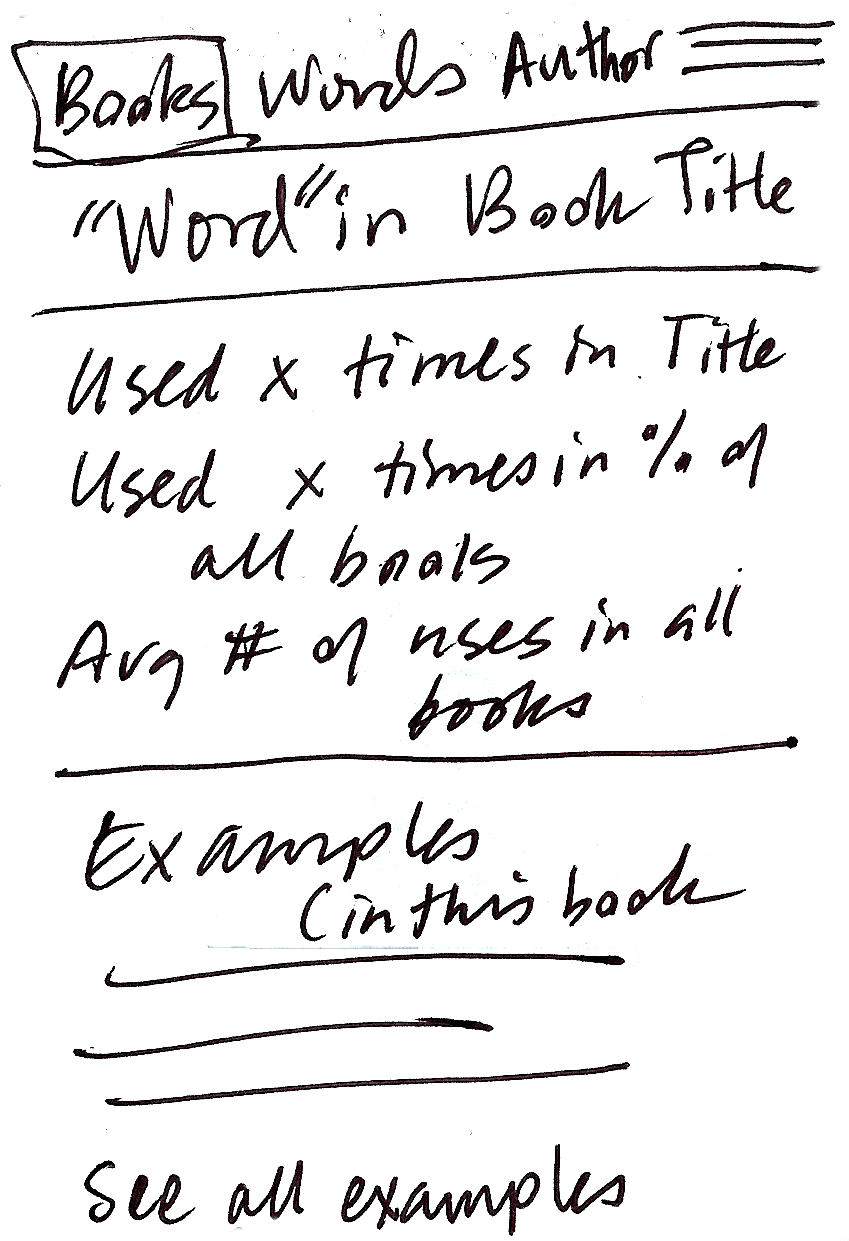 Books Words Author
"Word" in Book Title
Used x times in Title
Used x times in % of
all books
Avg # of uses in all
books
Examples
(in this book
See all examples